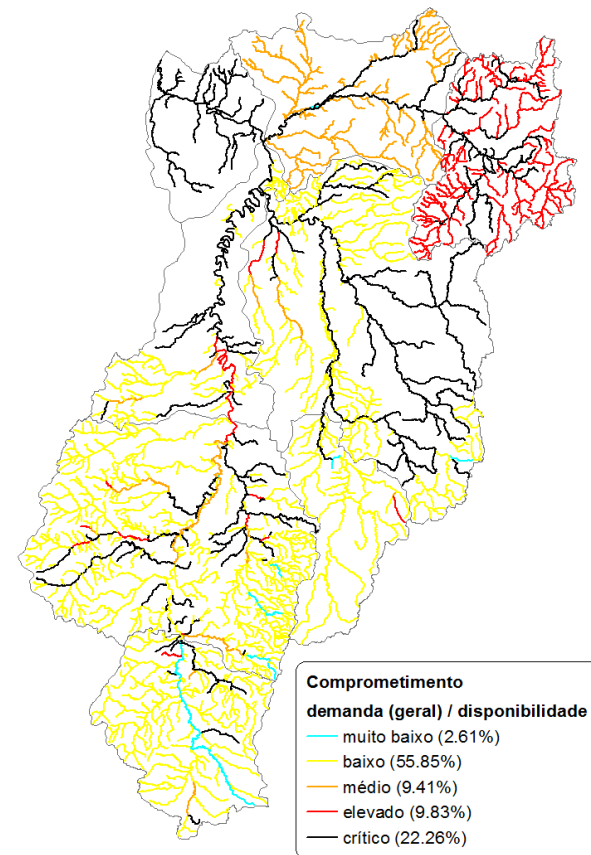 Comprometimento
demanda (geral) / disponibilidade
muito baixo (2.61%)
baixo (55.85%)
médio (9.41%)
elevado (9.83%)
crítico (22.26%)